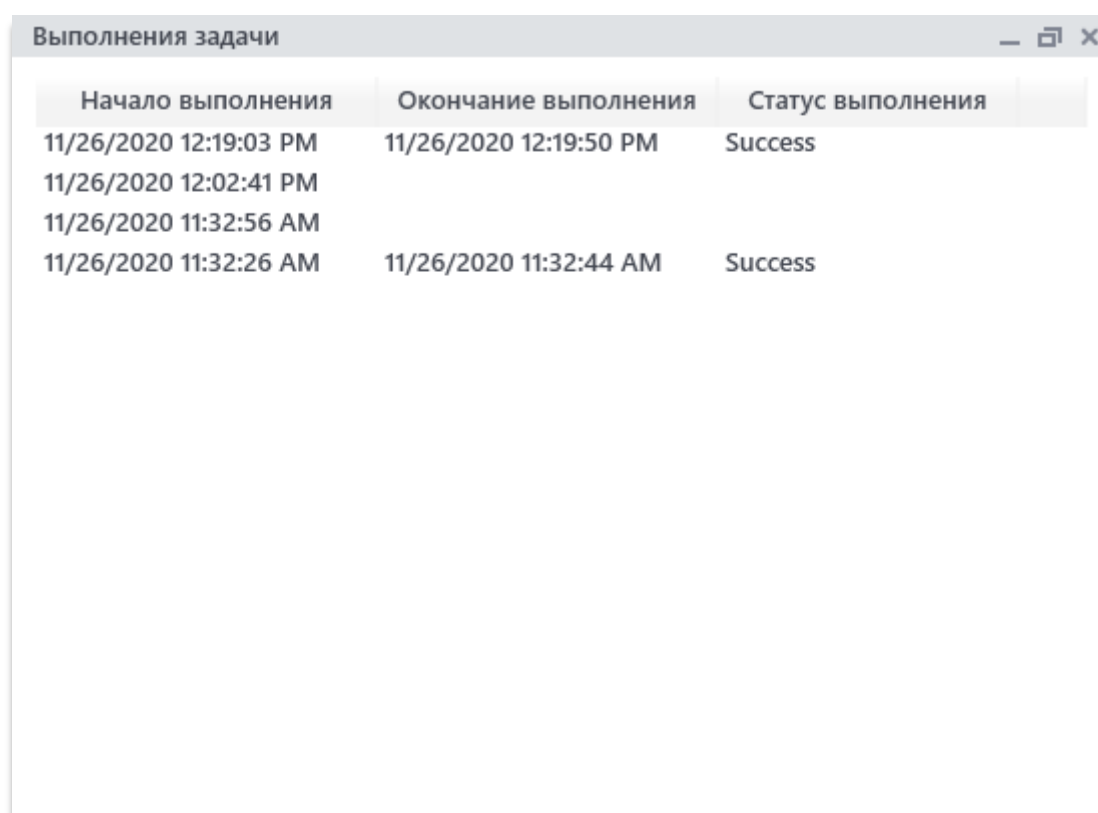 Выполнения задачи
Начало выполнения Окончание выполнения Статус выполнения
11/26/2020 12:19:03 PM 11/26/2020 12:19:50 PM Success
11/26/2020 12:02:41 PM
11/26/2020 11:32:56 AM
11/26/2020 11:32:26 AM 11/26/2020 11:32:44 AM Success